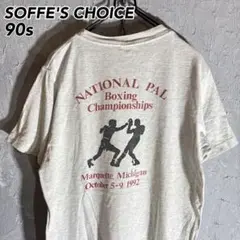 SOFFE'S CHOICE
90s
NATIONAL PAL
Boxing
Championships
Marquette, Michigan
October 5-9, 1992